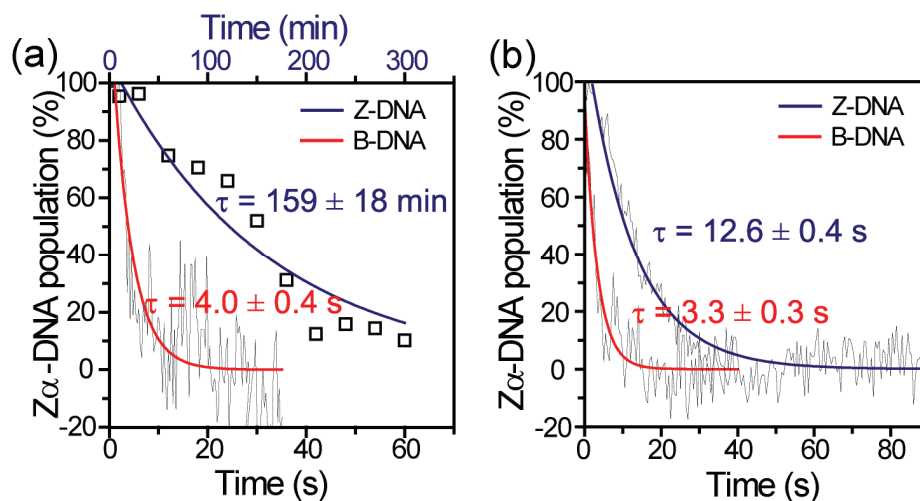 (a)
Time (min)
0 100 200 300
Zα-DNA population (%)
100
80
60
40
20
0
-20
Z-DNA
B-DNA
τ = 159 ± 18 min
τ = 4.0 ± 0.4 s
0 20 40 60
Time (s)
(b)
Zα-DNA population (%)
100
80
60
40
20
0
-20
Z-DNA
B-DNA
τ = 12.6 ± 0.4 s
τ = 3.3 ± 0.3 s
0 20 40 60 80
Time (s)